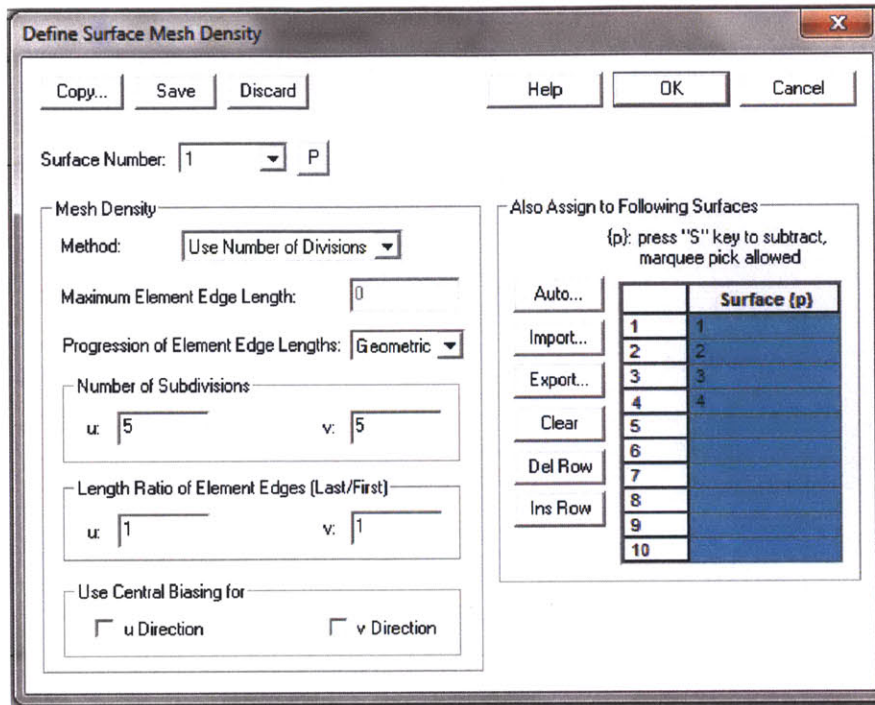 Define Surface Mesh Density
X
Copy... Save Discard Help OK Cancel
Surface Number: 1 P
Mesh Density
Method: Use Number of Divisions
Maximum Element Edge Length: 0
Progression of Element Edge Lengths: Geometric
Number of Subdivisions
u: 5 v: 5
Length Ratio of Element Edges (Last/First)
u: 1 v: 1
Use Central Biasing for
u Direction v Direction
Also Assign to Following Surfaces
{p}: press "S" key to subtract,
marquee pick allowed
Auto...
Import...
Export...
Clear
Del Row
Ins Row
Surface {p}
1 1
2 2
3 3
4 4
5
6
7
8
9
10